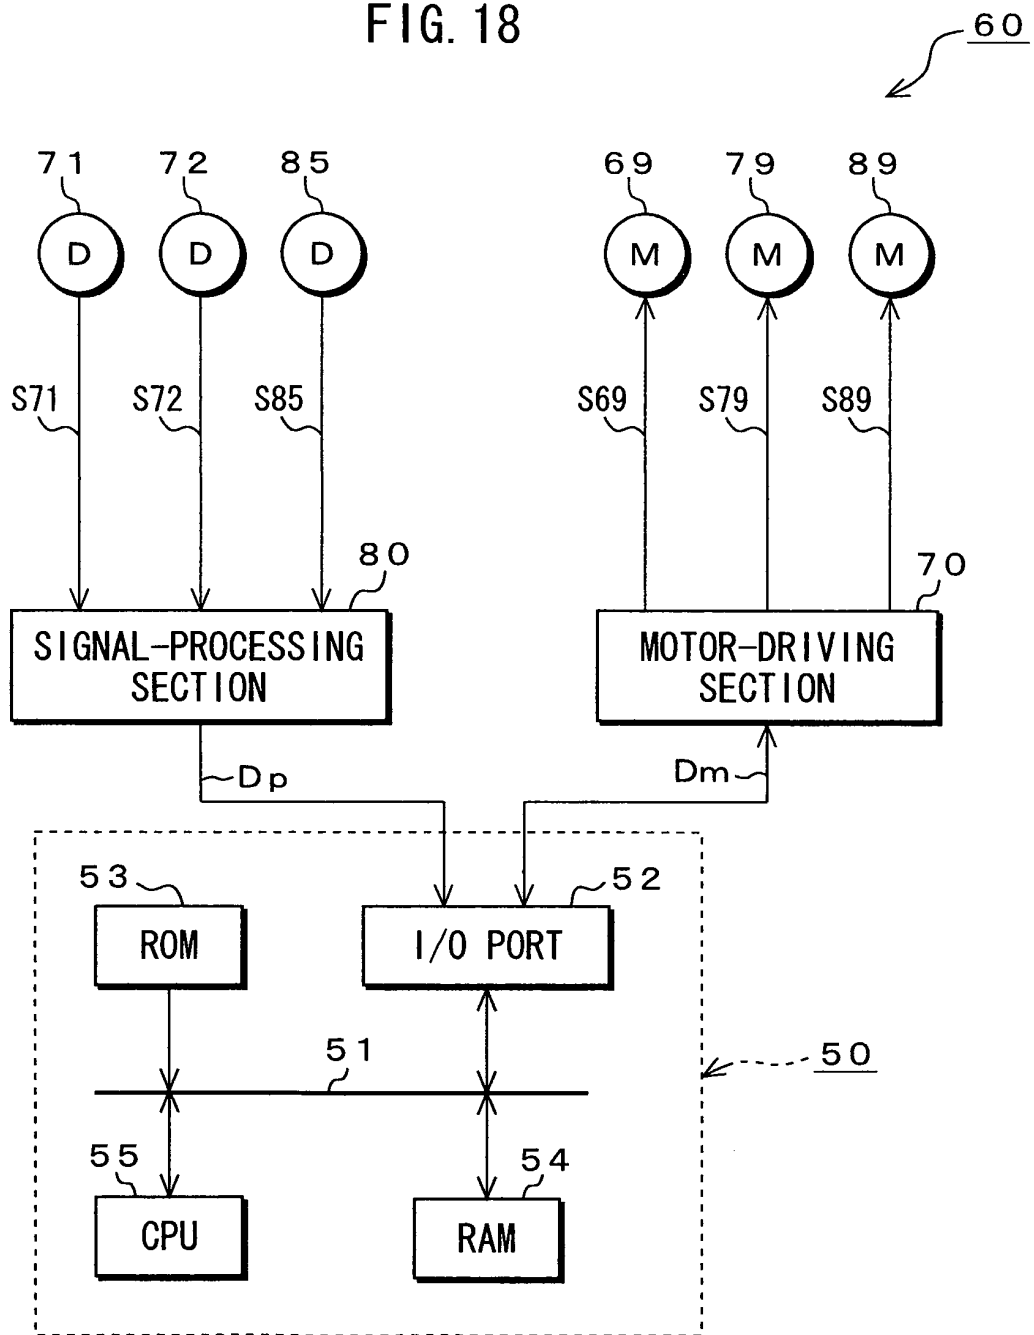 FIG. 18
60
71 72 85 69 79 89
D D D M M M
S71 S72 S85 S69 S79 S89
80 70
SIGNAL-PROCESSING
SECTION
MOTOR-DRIVING
SECTION
Dp Dm
53 52
ROM I/O PORT
51 50
55 54
CPU RAM